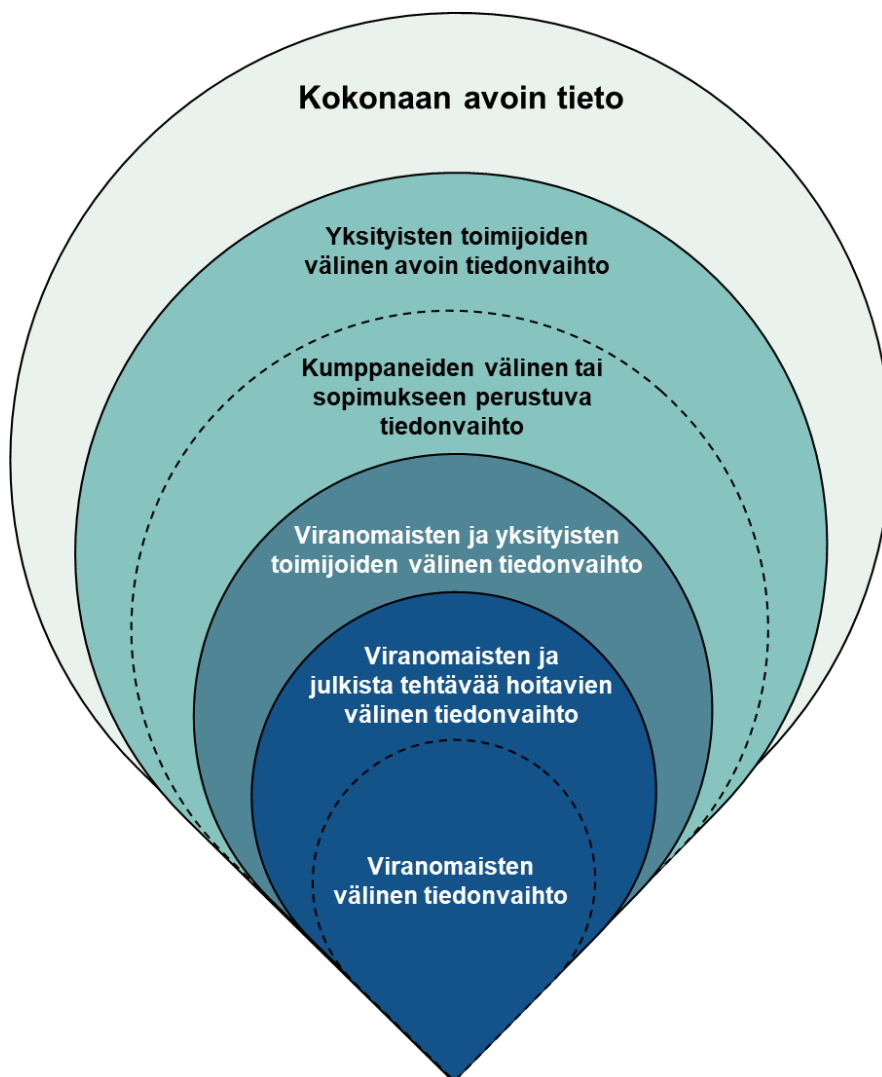 Kokonaan avoin tieto
Yksityisten toimijoiden
välinen avoin tiedonvaihto
Kumppaneiden välinen tai
sopimukseen perustuva
tiedonvaihto
Viranomaisten ja yksityisten
toimijoiden välinen tiedonvaihto
Viranomaisten ja
julkista tehtävää hoitavien
välinen tiedonvaihto
Viranomaisten
välinen tiedonvaihto